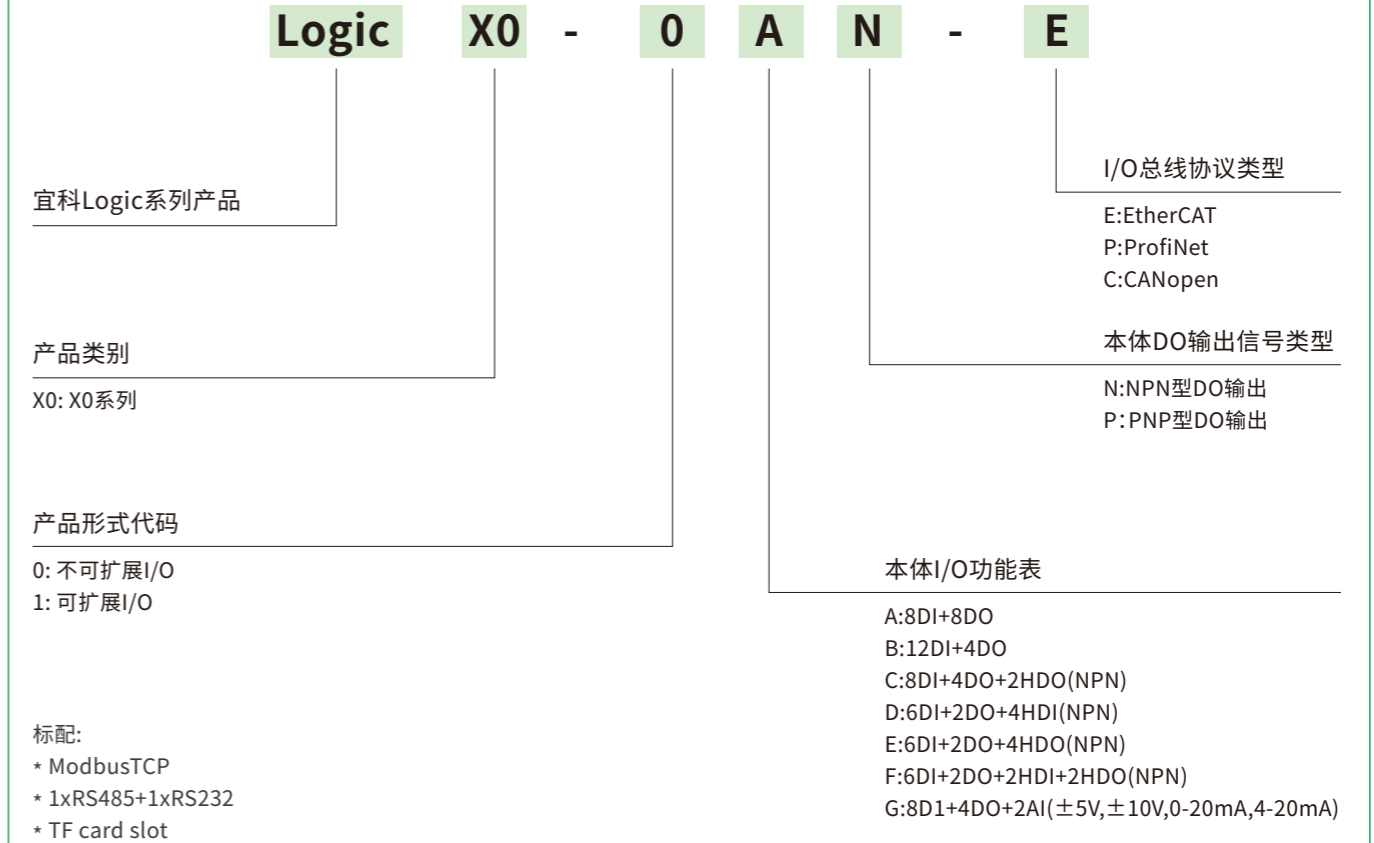 Logic X0 - 0 A N - E
宜科Logic系列产品
产品类别
X0: X0系列
产品形式代码
0: 不可扩展I/O
1: 可扩展I/O
标配:
* ModbusTCP
* 1xRS485+1xRS232
* TF card slot
I/O总线协议类型
E:EtherCAT
P:ProfiNet
C:CANopen
本体DO输出信号类型
N:NPN型DO输出
P：PNP型DO输出
本体I/O功能表
A:8DI+8DO
B:12DI+4DO
C:8DI+4DO+2HDO(NPN)
D:6DI+2DO+4HDI(NPN)
E:6DI+2DO+4HDO(NPN)
F:6DI+2DO+2HDI+2HDO(NPN)
G:8D1+4DO+2AI(±5V,±10V,0-20mA,4-20mA)